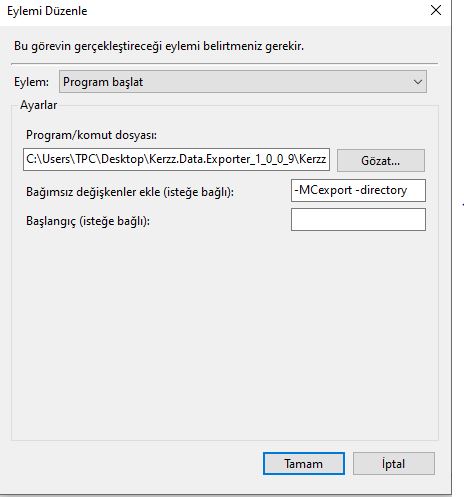 Eylemi Düzenle
Bu görevin gerçekleştireceği eylemi belirtmeniz gerekir.
Eylem: Program başlat
Ayarlar
Program/komut dosyası:
C:\Users\TPC\Desktop\Kerzz.Data.Exporter_1_0_0_9\Kerzz Gözat...
Bağımsız değişkenler ekle (isteğe bağlı): -MCexport -directory
Başlangıç (isteğe bağlı):
Tamam İptal